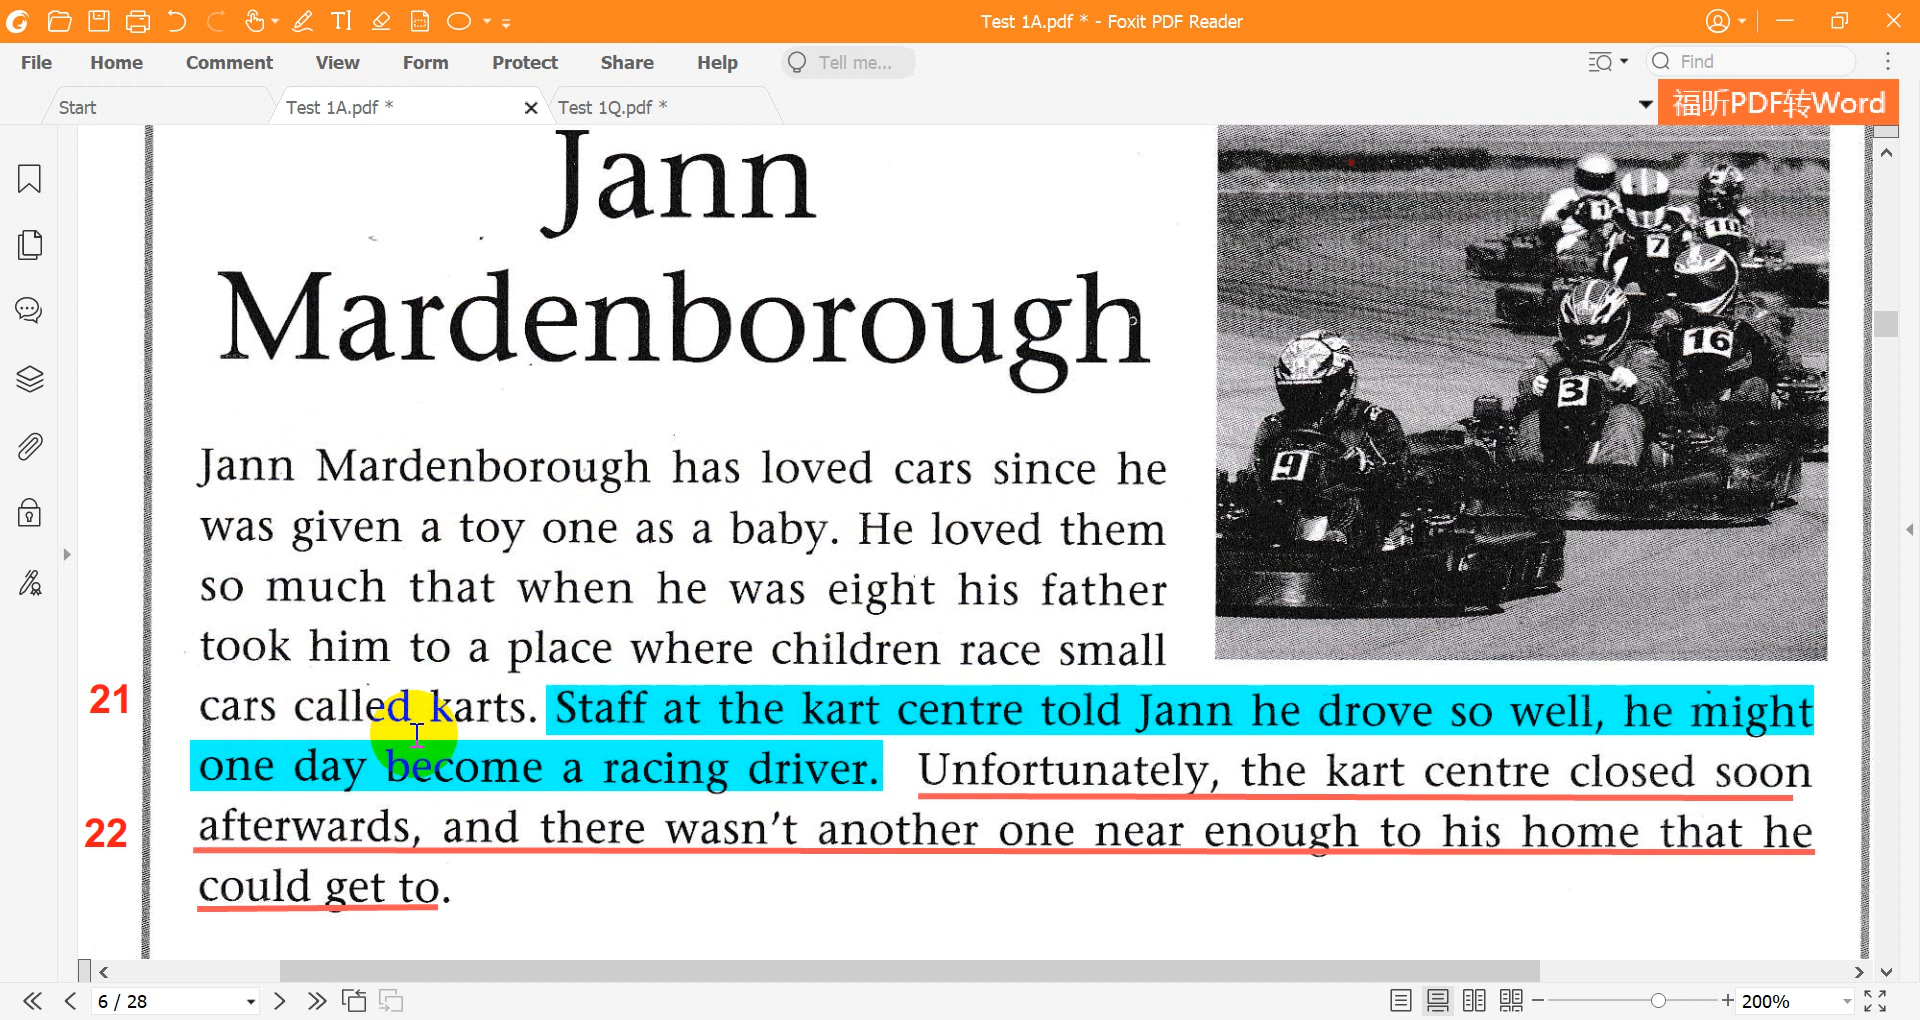 Test 1A.pdf * - Foxit PDF Reader
File Home Comment View Form Protect Share Help Tell me... Find
Start Test 1A.pdf * Test 1Q.pdf * 福昕PDF转Word
Jann
Mardenborough
Jann Mardenborough has loved cars since he
was given a toy one as a baby. He loved them
so much that when he was eight his father
took him to a place where children race small
21 cars called karts. Staff at the kart centre told Jann he drove so well, he might
one day become a racing driver. Unfortunately, the kart centre closed soon
22 afterwards, and there wasn't another one near enough to his home that he
could get to.
1
7
10
16
3
9
6 / 28 200%